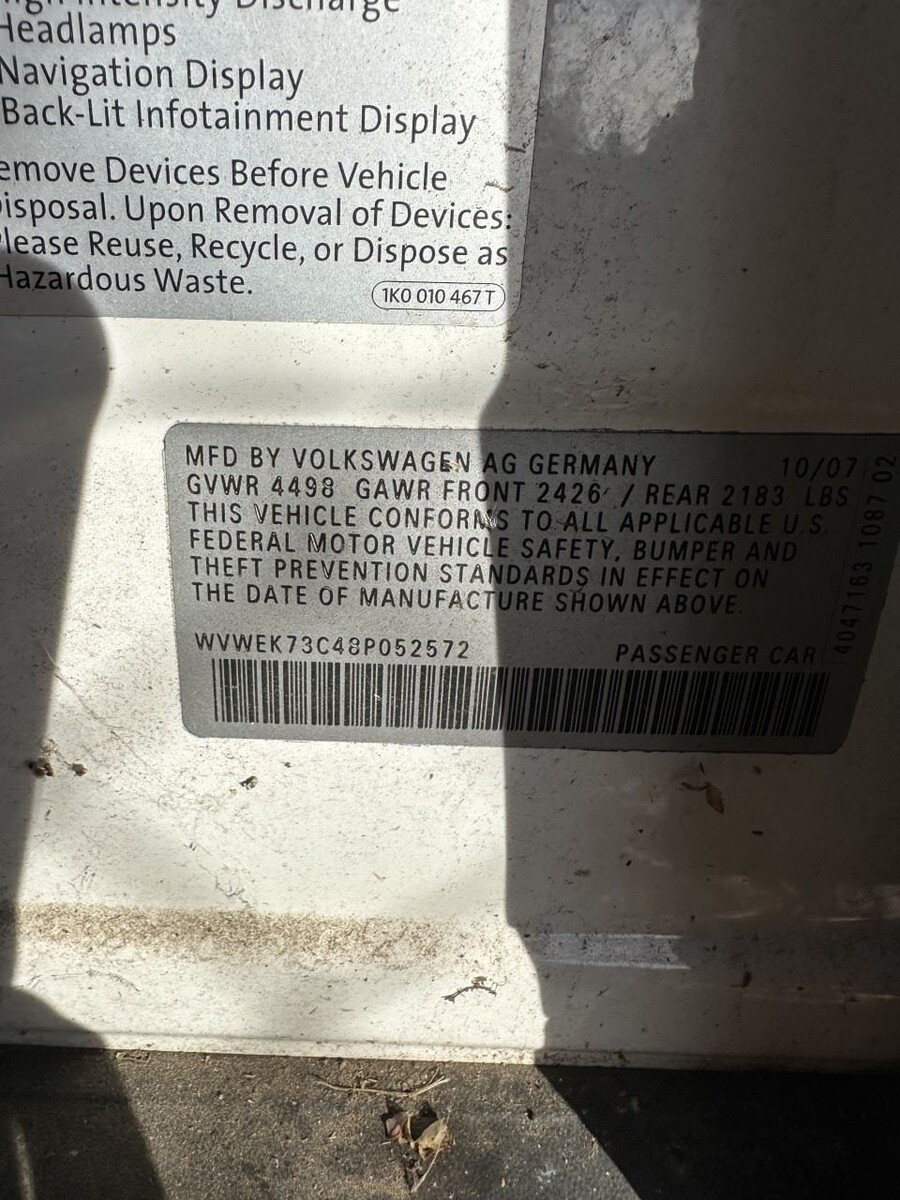 Discharge
Headlamps
Navigation Display
Back-Lit Infotainment Display
emove Devices Before Vehicle
isposal. Upon Removal of Devices:
lease Reuse, Recycle, or Dispose as
Hazardous Waste.
1K0 010 467 T
MFD BY VOLKSWAGEN AG GERMANY 10/07
GVWR 4498 GAWR FRONT 2426 / REAR 2183 LBS
THIS VEHICLE CONFORMS TO ALL APPLICABLE U.S.
FEDERAL MOTOR VEHICLE SAFETY, BUMPER AND
THEFT PREVENTION STANDARDS IN EFFECT ON
THE DATE OF MANUFACTURE SHOWN ABOVE.
WVWEK73C48P052572 PASSENGER CAR
4047163 1087 02